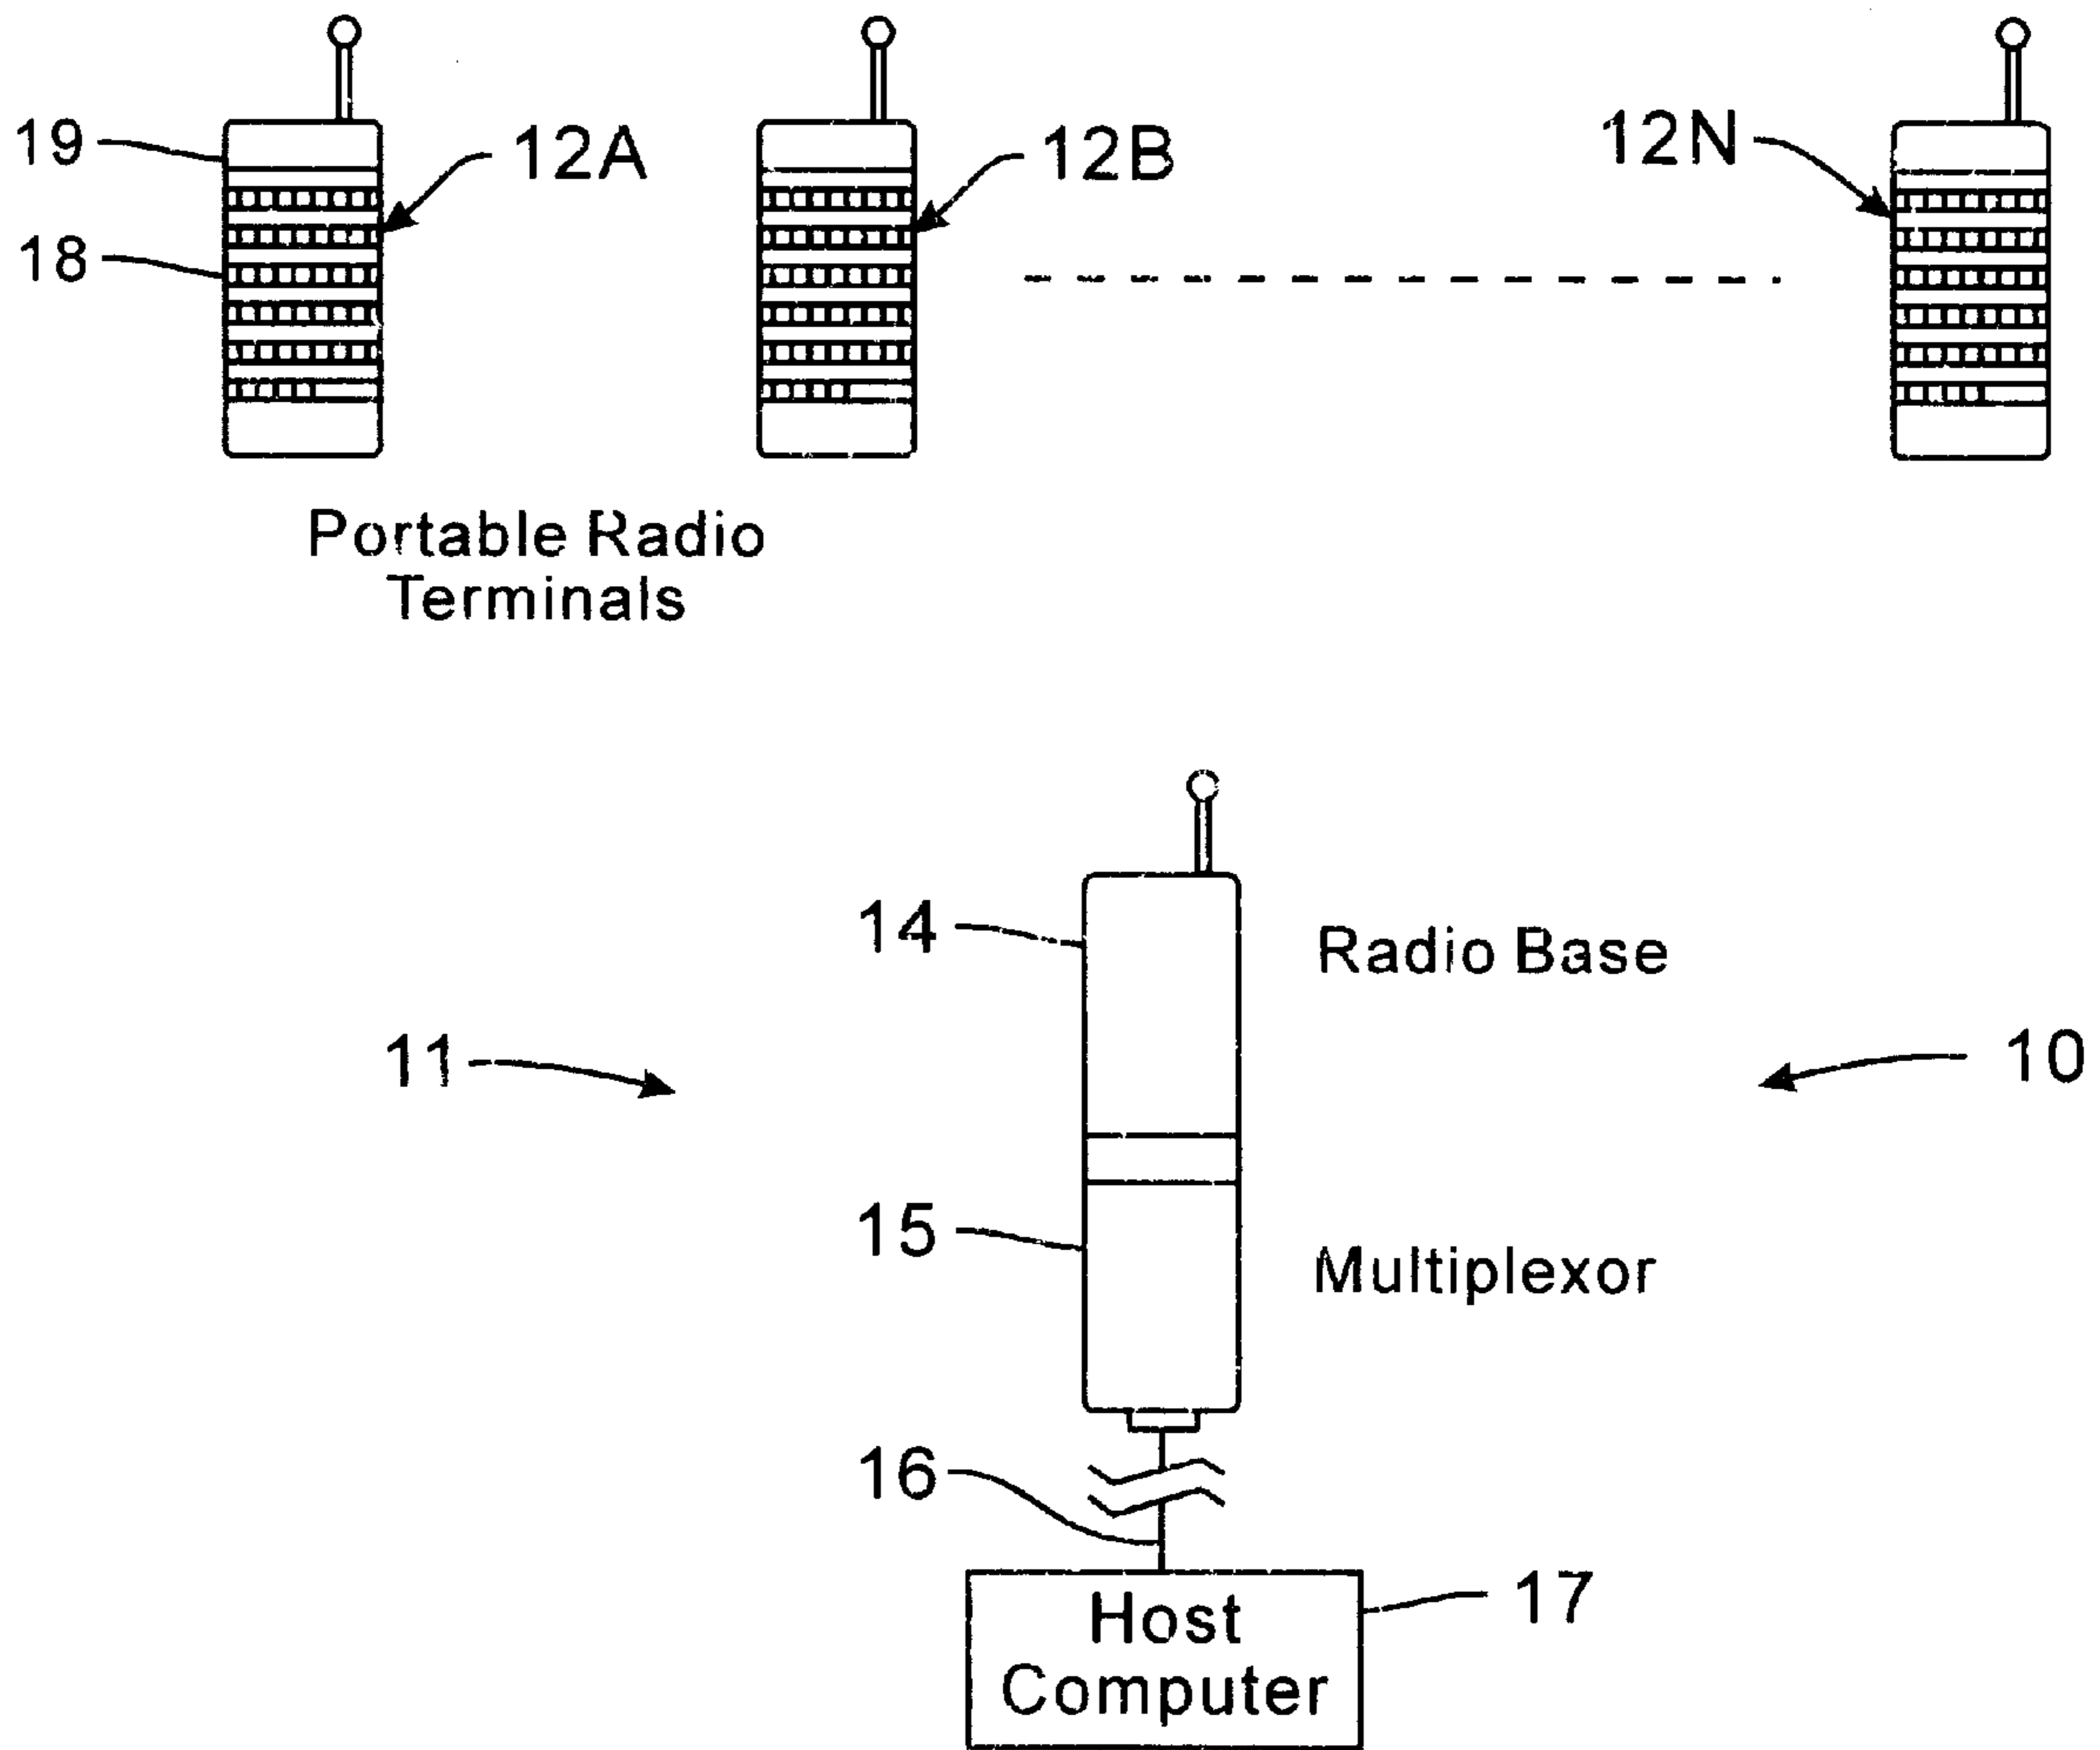 19
12A
12B
12N
18
Portable Radio
Terminals
14
Radio Base
11
10
15
Multiplexor
16
17
Host
Computer